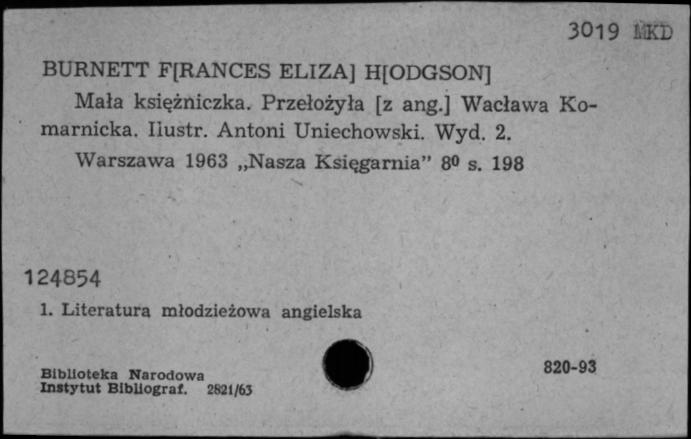 3019 MKD
BURNETT F[RANCES ELIZA] H[ODGSON]
Mała księżniczka. Przełożyła [z ang.] Wacława Ko-
marnicka. Ilustr. Antoni Uniechowski. Wyd. 2.
Warszawa 1963 „Nasza Księgarnia” 8⁰ s. 198
124854
1. Literatura młodzieżowa angielska
820-93
Biblioteka Narodowa
Instytut Bibliograf. 2821/63